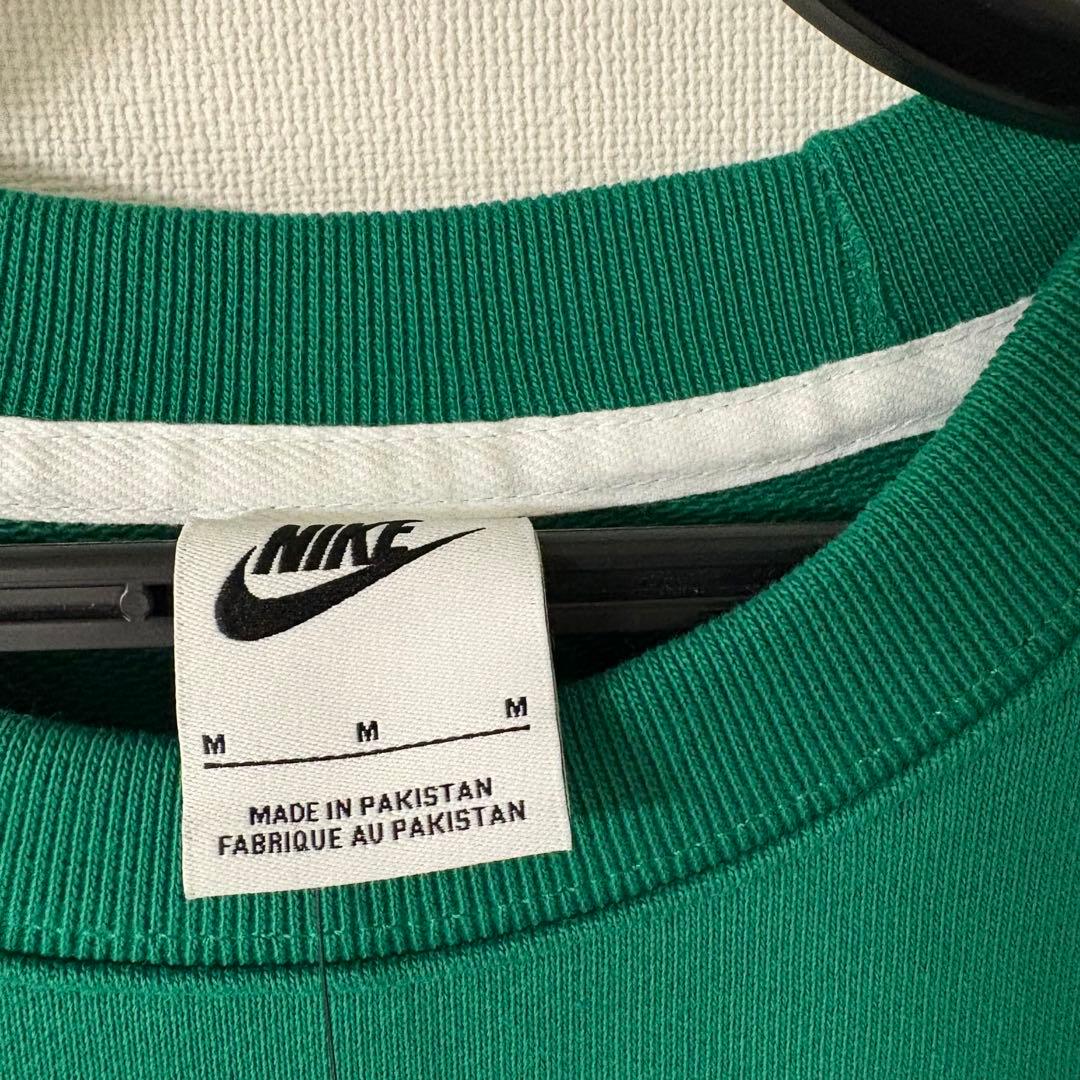 NIKE
M M M
MADE IN PAKISTAN
FABRIQUE AU PAKISTAN